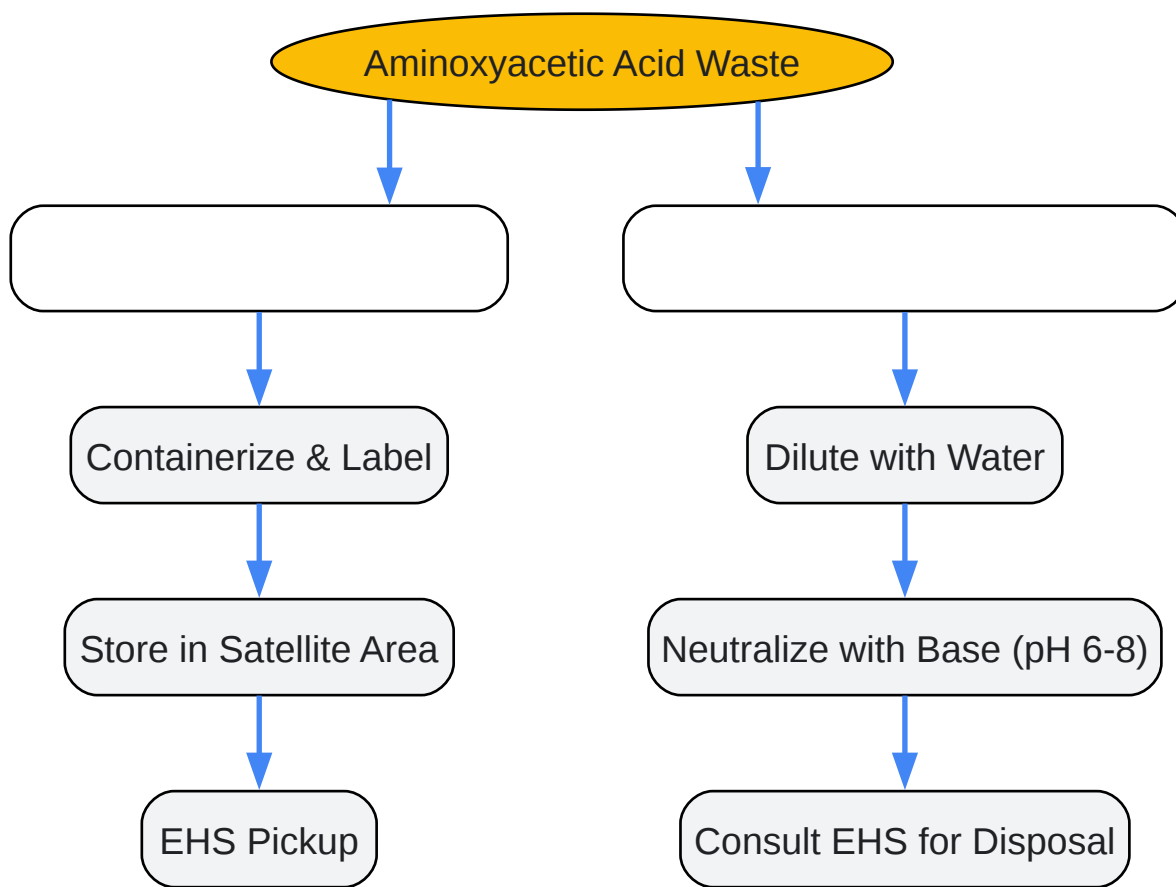 Aminoxyacetic Acid Waste
Containerize & Label
Dilute with Water
Store in Satellite Area
Neutralize with Base (pH 6-8)
EHS Pickup
Consult EHS for Disposal